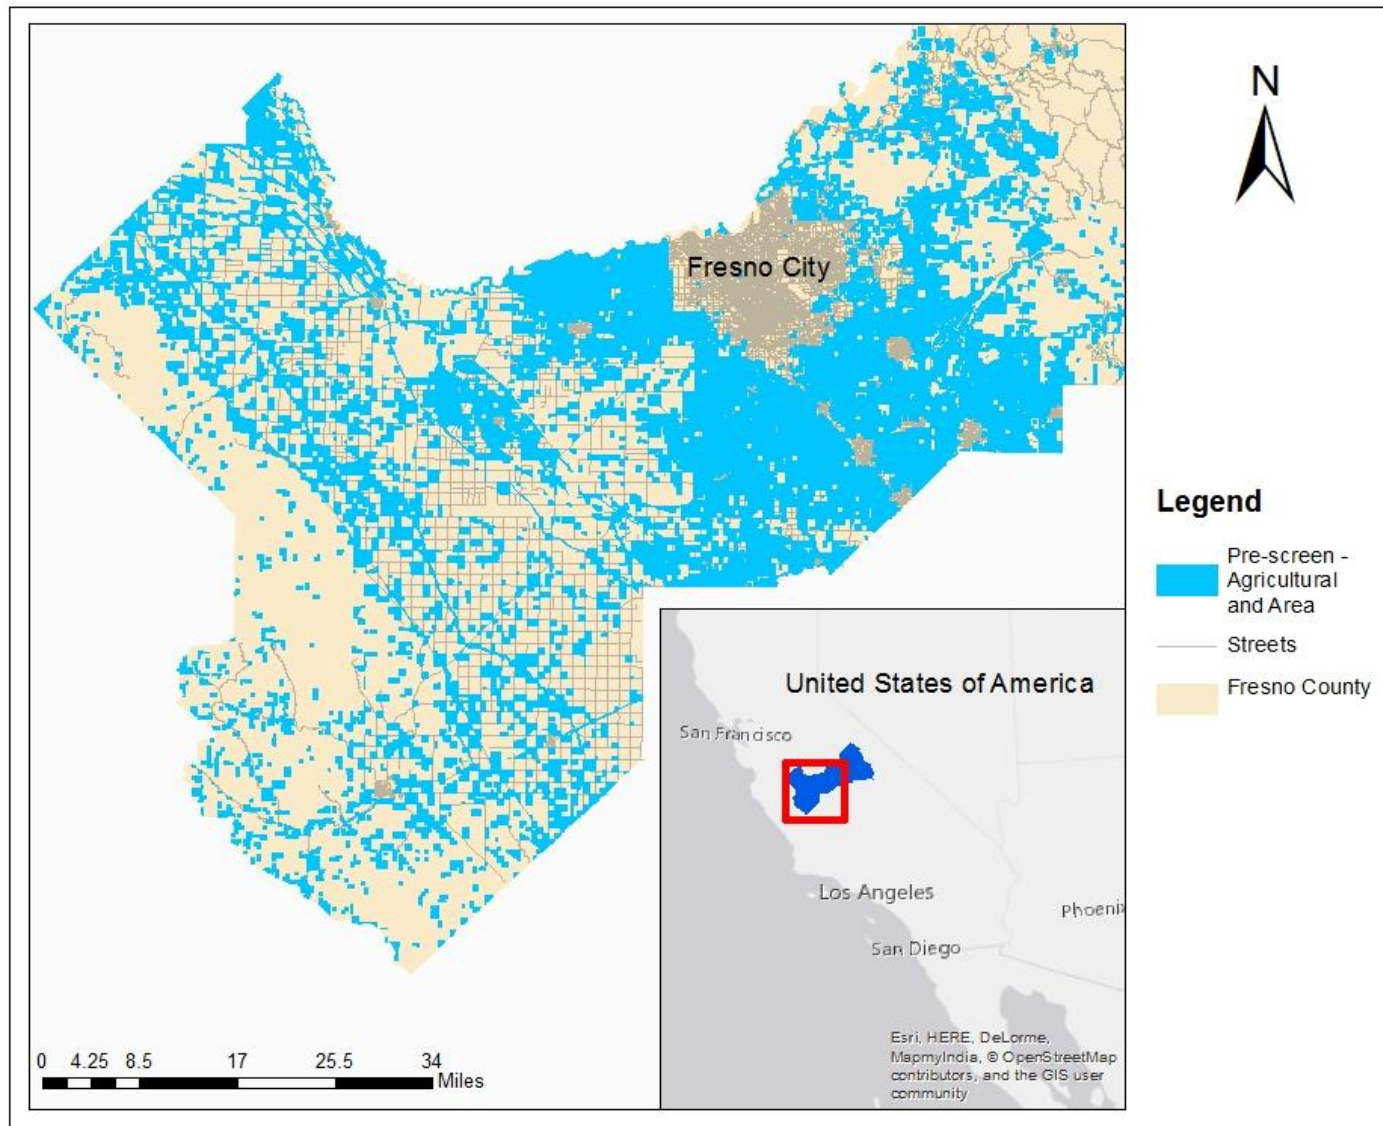 N
Fresno City
Legend
Pre-screen -
Agricultural
and Area
Streets
Fresno County
United States of America
San Francisco
Los Angeles
San Diego
Phoenix
Esri, HERE, DeLorme,
MapmyIndia, © OpenStreetMap
contributors, and the GIS user
community
0 4.25 8.5 17 25.5 34
Miles